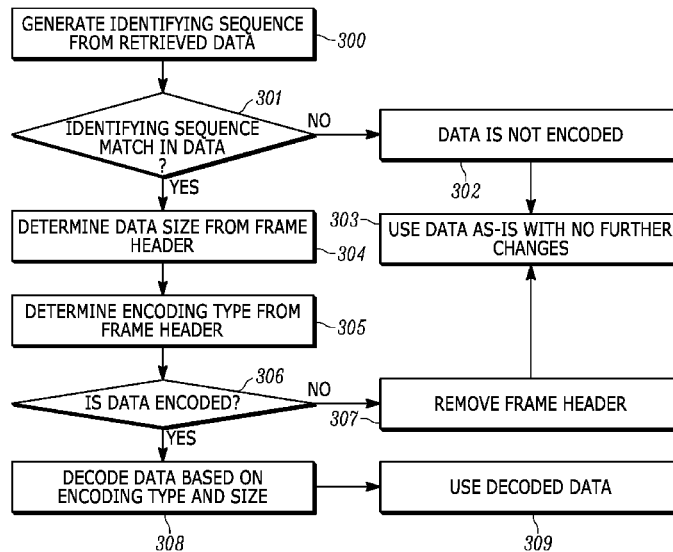 GENERATE IDENTIFYING SEQUENCE
FROM RETRIEVED DATA
300
301
IDENTIFYING SEQUENCE
MATCH IN DATA
?
NO
YES
DATA IS NOT ENCODED
302
303
USE DATA AS-IS WITH NO FURTHER
CHANGES
DETERMINE DATA SIZE FROM FRAME
HEADER
304
DETERMINE ENCODING TYPE FROM
FRAME HEADER
305
306
IS DATA ENCODED?
NO
YES
REMOVE FRAME HEADER
307
DECODE DATA BASED ON
ENCODING TYPE AND SIZE
308
USE DECODED DATA
309